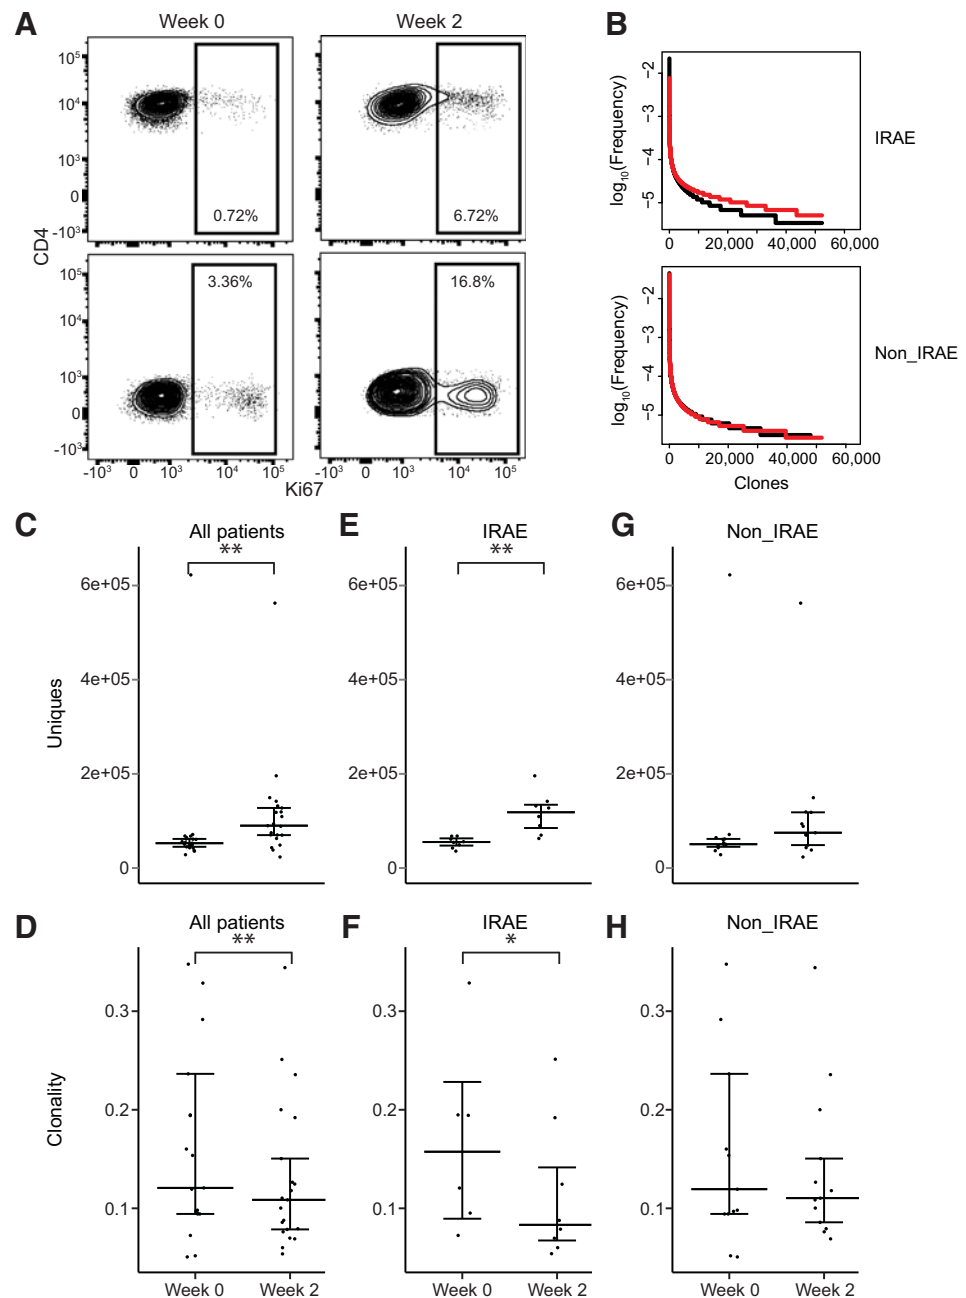 A
Week 0
Week 2
B
10⁵
10⁴
10³
0
-10³
0.72%
6.72%
CD4
10⁵
10⁴
10³
0
-10³
3.36%
16.8%
-10³ 0 10³ 10⁴ 10⁵
-10³ 0 10³ 10⁴ 10⁵
Ki67
log₁₀(Frequency)
-2
-3
-4
-5
0 20,000 40,000 60,000
IRAE
log₁₀(Frequency)
-2
-3
-4
-5
0 20,000 40,000 60,000
Clones
Non_IRAE
C
All patients
**
6e+05
4e+05
2e+05
0
Uniques
E
IRAE
**
6e+05
4e+05
2e+05
0
G
Non_IRAE
6e+05
4e+05
2e+05
0
D
All patients
**
0.3
0.2
0.1
Clonality
Week 0 Week 2
F
IRAE
*
0.3
0.2
0.1
Week 0 Week 2
H
Non_IRAE
0.3
0.2
0.1
Week 0 Week 2